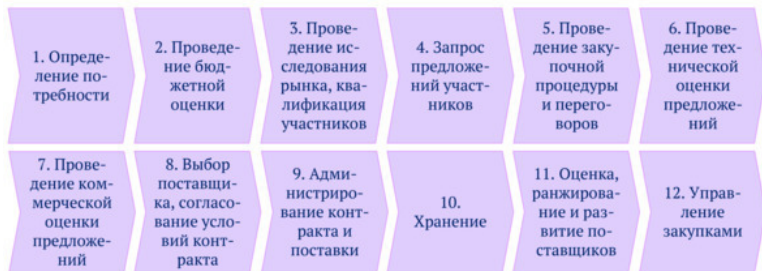 1. Определе-
ление по-
требности
2. Проведе-
ние бюд-
жетной
оценки
3. Прове-
дение ис-
следования
рынка, ква-
лификация
участников
4. Запрос
предложе-
ний участ-
ников
5. Прове-
дение заку-
почной
процедуры
и перего-
воров
6. Прове-
дение тех-
нической
оценки
предложе-
ний
7. Прове-
дение ком-
мерческой
оценки
предложе-
ний
8. Выбор
поставщи-
ка, согласо-
вание усло-
вий конт-
ракта
9. Адми-
нистриро-
вание конт-
ракта и
поставки
10.
Хранение
11. Оценка,
ранжирова-
ние и раз-
витие по-
ставщиков
12. Управ-
ление
закупками